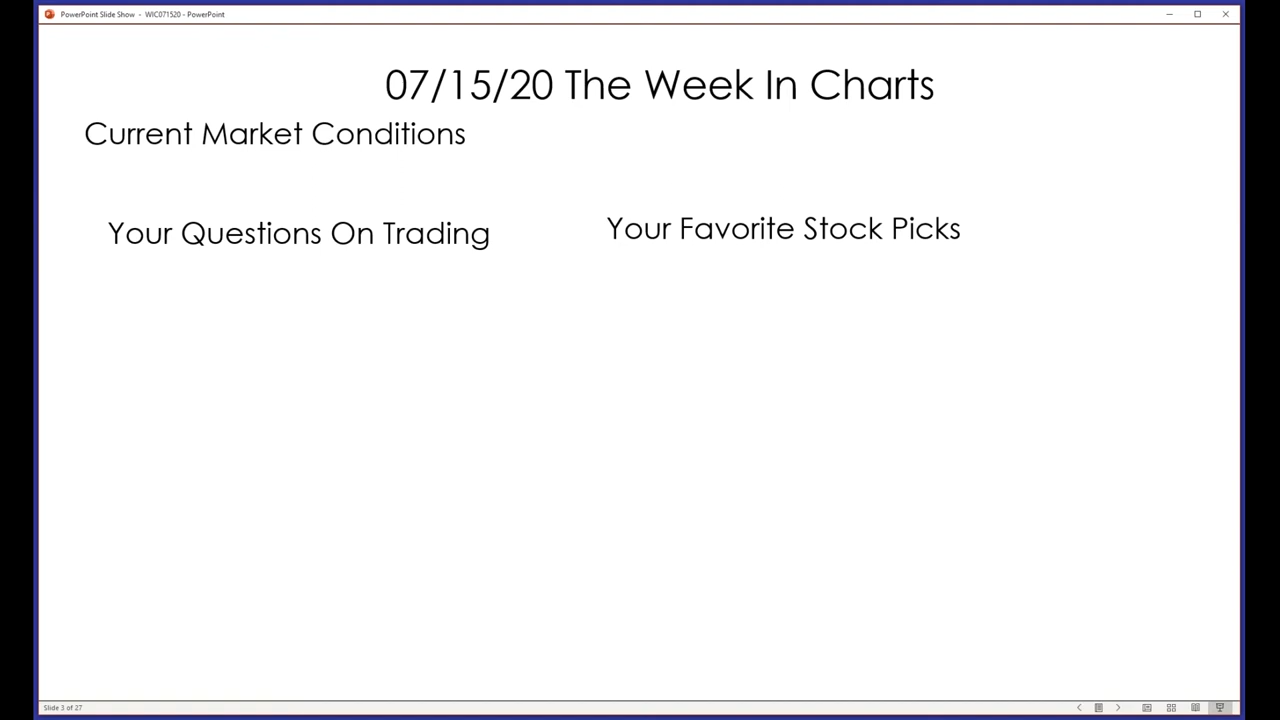 PowerPoint Slide Show - WIC071520 - PowerPoint
07/15/20 The Week In Charts
Current Market Conditions
Your Questions On Trading
Your Favorite Stock Picks
Slide 3 of 27